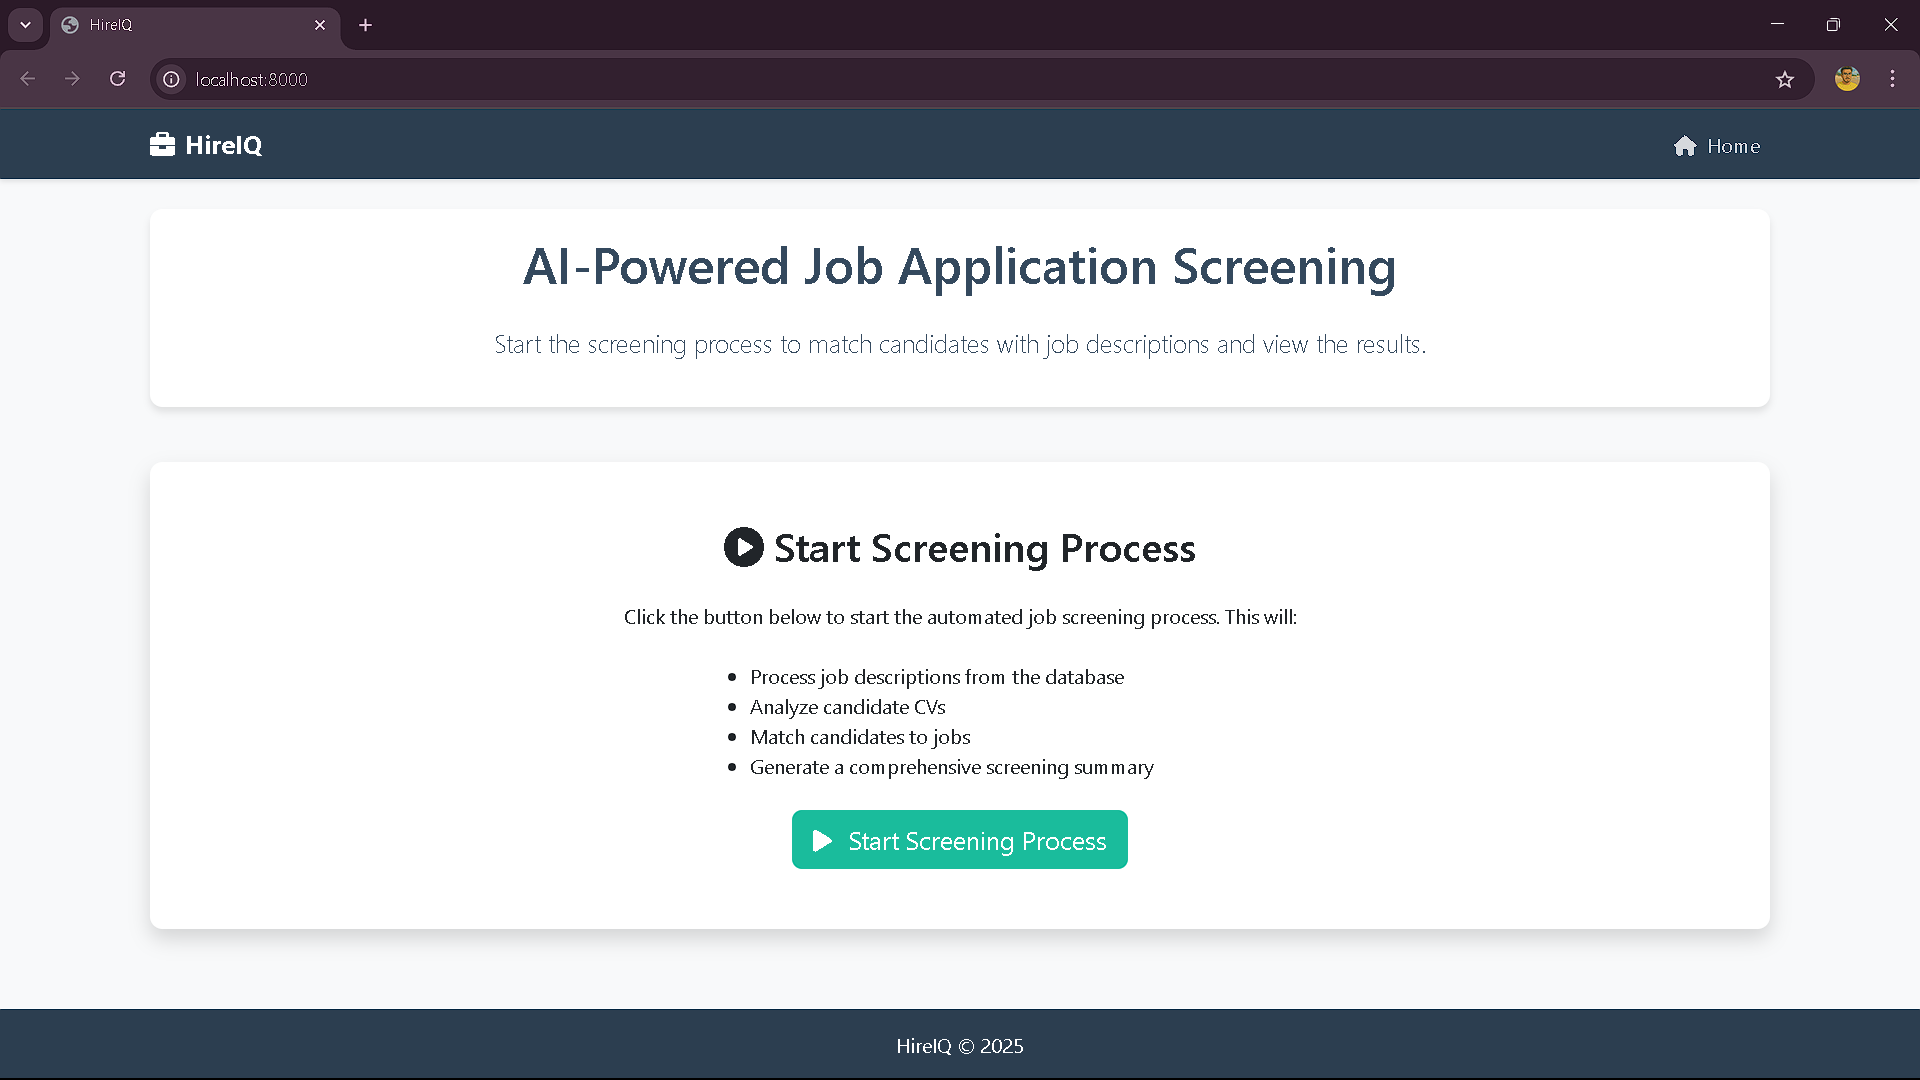 HireIQ
localhost:8000
HireIQ
Home
AI-Powered Job Application Screening
Start the screening process to match candidates with job descriptions and view the results.
Start Screening Process
Click the button below to start the automated job screening process. This will:
Process job descriptions from the database
Analyze candidate CVs
Match candidates to jobs
Generate a comprehensive screening summary
Start Screening Process
HireIQ © 2025